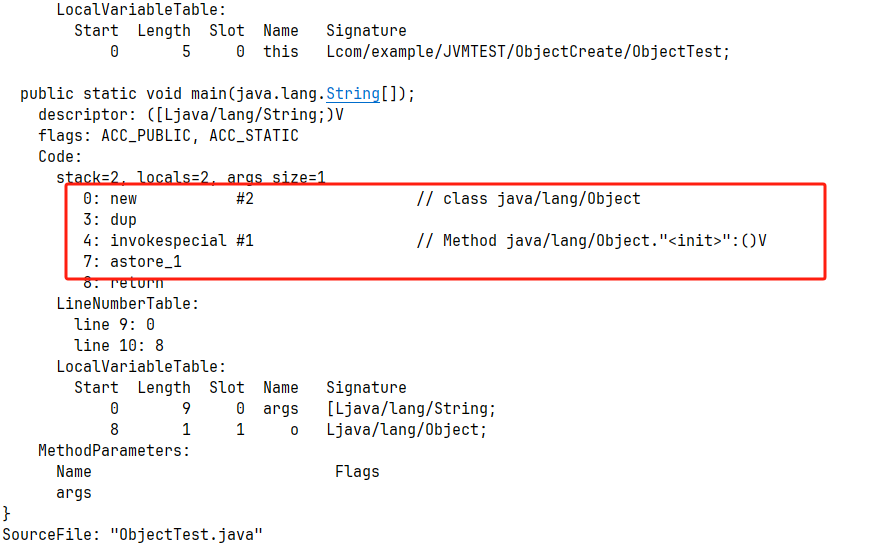 LocalVariableTable:
Start  Length  Slot  Name   Signature
0       5     0  this   Lcom/example/JVMTEST/ObjectCreate/ObjectTest;
public static void main(java.lang.String[]);
descriptor: ([Ljava/lang/String;)V
flags: ACC_PUBLIC, ACC_STATIC
Code:
stack=2, locals=2, args_size=1
0: new           #2                  // class java/lang/Object
3: dup
4: invokespecial #1                  // Method java/lang/Object."<init>":()V
7: astore_1
8: return
LineNumberTable:
line 9: 0
line 10: 8
LocalVariableTable:
Start  Length  Slot  Name   Signature
0       9     0  args   [Ljava/lang/String;
8       1     1     o   Ljava/lang/Object;
MethodParameters:
Name                           Flags
args
}
SourceFile: "ObjectTest.java"